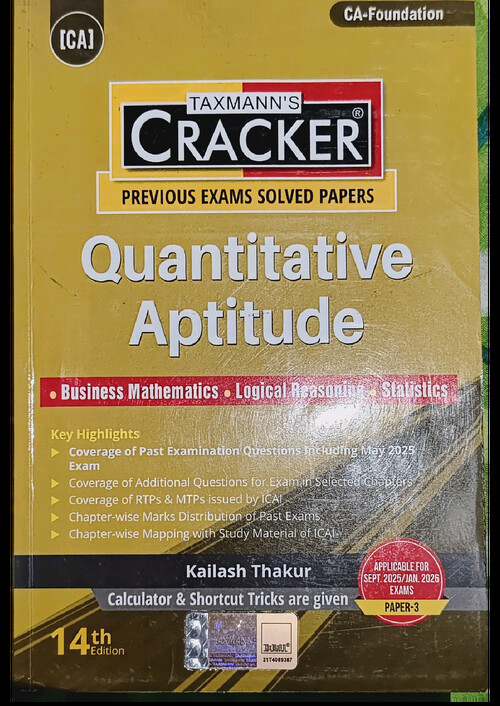 [CA]
CA-Foundation
TAXMANN'S
CRACKER®
PREVIOUS EXAMS SOLVED PAPERS
Quantitative
Aptitude
• Business Mathematics • Logical Reasoning • Statistics
Key Highlights
Coverage of Past Examination Questions including May 2025
Exam
Coverage of Additional Questions for Exam in Selected Chapters
Coverage of RTPs & MTPs issued by ICAI
Chapter-wise Marks Distribution of Past Exams
Chapter-wise Mapping with Study Material of ICAI
Kailash Thakur
Calculator & Shortcut Tricks are given
APPLICABLE FOR
SEPT. 2025/JAN. 2026
EXAMS
PAPER-3
14th
Edition